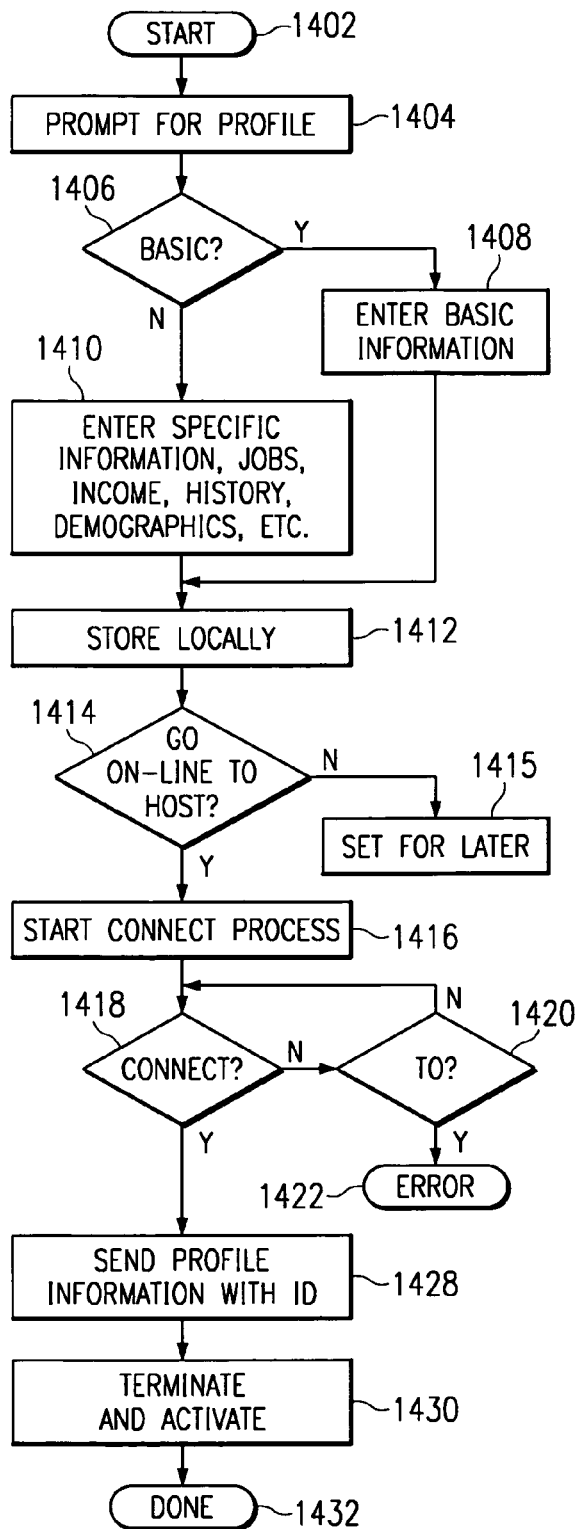 START
1402
PROMPT FOR PROFILE
1404
1406
BASIC?
Y
N
1408
ENTER BASIC
INFORMATION
1410
ENTER SPECIFIC
INFORMATION, JOBS,
INCOME, HISTORY,
DEMOGRAPHICS, ETC.
STORE LOCALLY
1412
1414
GO
ON-LINE TO
HOST?
N
Y
1415
SET FOR LATER
START CONNECT PROCESS
1416
1418
CONNECT?
N
Y
N
1420
TO?
Y
1422
ERROR
SEND PROFILE
INFORMATION WITH ID
1428
TERMINATE
AND ACTIVATE
1430
DONE
1432